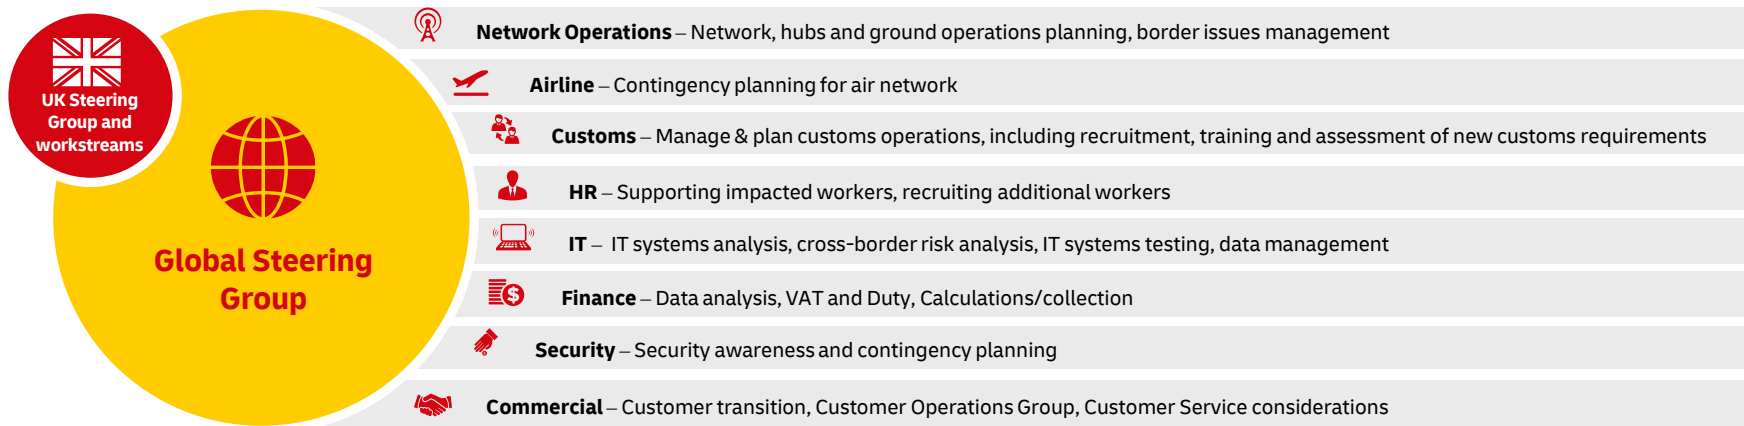 UK Steering
Group and
workstreams
Global Steering
Group
Network Operations – Network, hubs and ground operations planning, border issues management
Airline – Contingency planning for air network
Customs – Manage & plan customs operations, including recruitment, training and assessment of new customs requirements
HR – Supporting impacted workers, recruiting additional workers
IT – IT systems analysis, cross-border risk analysis, IT systems testing, data management
Finance – Data analysis, VAT and Duty, Calculations/collection
Security – Security awareness and contingency planning
Commercial – Customer transition, Customer Operations Group, Customer Service considerations